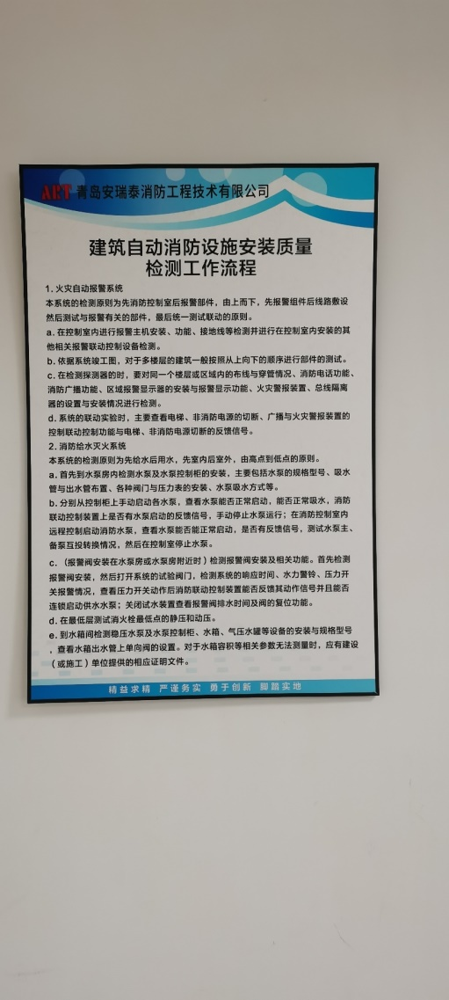 ART 青岛安瑞泰消防工程技术有限公司
建筑自动消防设施安装质量
检测工作流程
1.火灾自动报警系统
本系统的检测原则为先消防控制室后报警部件，由上而下，先报警组件后线路敷设
然后测试与报警有关的部件，最后统一测试联动的原则。
a.在控制室内进行报警主机安装、功能、接地线等检测并进行在控制室内安装的其
他相关报警联动控制设备检测。
b.依据系统竣工图，对于多楼层的建筑一般按照从上向下的顺序进行部件的测试。
c.在检测探测器的时，要对同一个楼层或区域内的布线与穿管情况、消防电话功能、
消防广播功能、区域报警显示器的安装与报警显示功能、火灾警报装置、总线隔离
器的设置与安装情况进行检测。
d.系统的联动实验时，主要查看电梯、非消防电源的切断、广播与火灾警报装置的
控制联动控制功能与电梯、非消防电源切断的反馈信号。
2.消防给水灭火系统
本系统的检测原则为先给水后用水，先室内后室外，由高点到低点的原则。
a.首先到水泵房内检测水泵及水泵控制柜的安装，主要包括水泵的规格型号、吸水
管与出水管布置、各种阀门与压力表的安装、水泵吸水方式等。
b.分别从控制柜上手动启动各水泵，查看水泵能否正常启动，能否正常吸水，消防
联动控制装置上是否有水泵启动的反馈信号，手动停止水泵运行；在消防控制室内
远程控制启动消防水泵，查看水泵能否能正常启动，是否有反馈信号，测试水泵主、
备泵互投转换情况，然后在控制室停止水泵。
c.（报警阀安装在水泵房或水泵房附近时）检测报警阀安装及相关功能。首先检测
报警阀安装，然后打开系统的试验阀门，检测系统的响应时间、水力警铃、压力开
关报警情况，查看压力开关动作后消防联动控制装置能否反馈其动作信号并且能否
连锁启动供水水泵；关闭试水装置查看报警阀排水时间及阀的复位功能。
d.在最低层测试消火栓最低点的静压和动压。
e.到水箱间检测稳压水泵及水泵控制柜、水箱、气压水罐等设备的安装与规格型号
，查看水箱出水管上单向阀的设置。对于水箱容积等相关参数无法测量时，应有建设
（或施工）单位提供的相应证明文件。
精益求精 严谨务实 勇于创新 脚踏实地